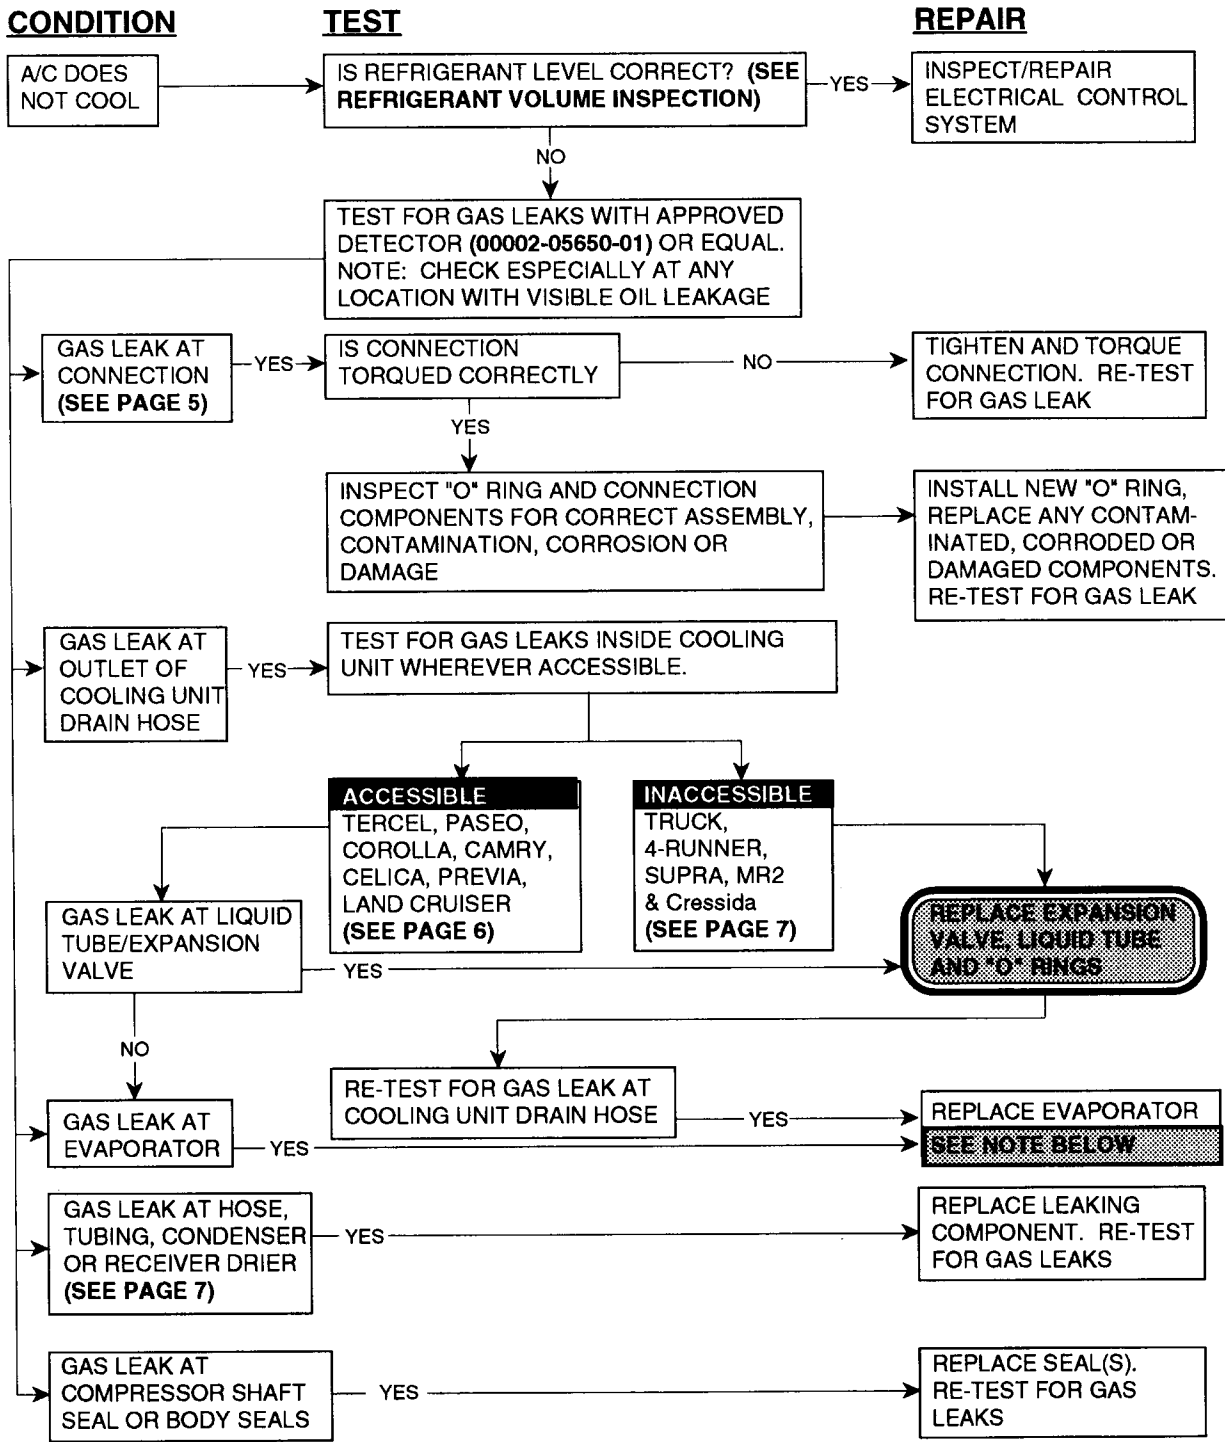 CONDITION
TEST
REPAIR
A/C DOES
NOT COOL
IS REFRIGERANT LEVEL CORRECT? (SEE
REFRIGERANT VOLUME INSPECTION)
YES
INSPECT/REPAIR
ELECTRICAL CONTROL
SYSTEM
NO
TEST FOR GAS LEAKS WITH APPROVED
DETECTOR (00002-05650-01) OR EQUAL.
NOTE: CHECK ESPECIALLY AT ANY
LOCATION WITH VISIBLE OIL LEAKAGE
GAS LEAK AT
CONNECTION
(SEE PAGE 5)
YES
IS CONNECTION
TORQUED CORRECTLY
NO
TIGHTEN AND TORQUE
CONNECTION. RE-TEST
FOR GAS LEAK
YES
INSPECT "O" RING AND CONNECTION
COMPONENTS FOR CORRECT ASSEMBLY,
CONTAMINATION, CORROSION OR
DAMAGE
INSTALL NEW "O" RING,
REPLACE ANY CONTAM-
INATED, CORRODED OR
DAMAGED COMPONENTS.
RE-TEST FOR GAS LEAK
GAS LEAK AT
OUTLET OF
COOLING UNIT
DRAIN HOSE
YES
TEST FOR GAS LEAKS INSIDE COOLING
UNIT WHEREVER ACCESSIBLE.
ACCESSIBLE
TERCEL, PASEO,
COROLLA, CAMRY,
CELICA, PREVIA,
LAND CRUISER
(SEE PAGE 6)
INACCESSIBLE
TRUCK,
4-RUNNER,
SUPRA, MR2
& Cressida
(SEE PAGE 7)
GAS LEAK AT LIQUID
TUBE/EXPANSION
VALVE
YES
REPLACE EXPANSION
VALVE, LIQUID TUBE
AND "O" RINGS
NO
RE-TEST FOR GAS LEAK AT
COOLING UNIT DRAIN HOSE
YES
REPLACE EVAPORATOR
SEE NOTE BELOW
GAS LEAK AT
EVAPORATOR
YES
GAS LEAK AT HOSE,
TUBING, CONDENSER
OR RECEIVER DRIER
(SEE PAGE 7)
YES
REPLACE LEAKING
COMPONENT. RE-TEST
FOR GAS LEAKS
GAS LEAK AT
COMPRESSOR SHAFT
SEAL OR BODY SEALS
YES
REPLACE SEAL(S).
RE-TEST FOR GAS
LEAKS